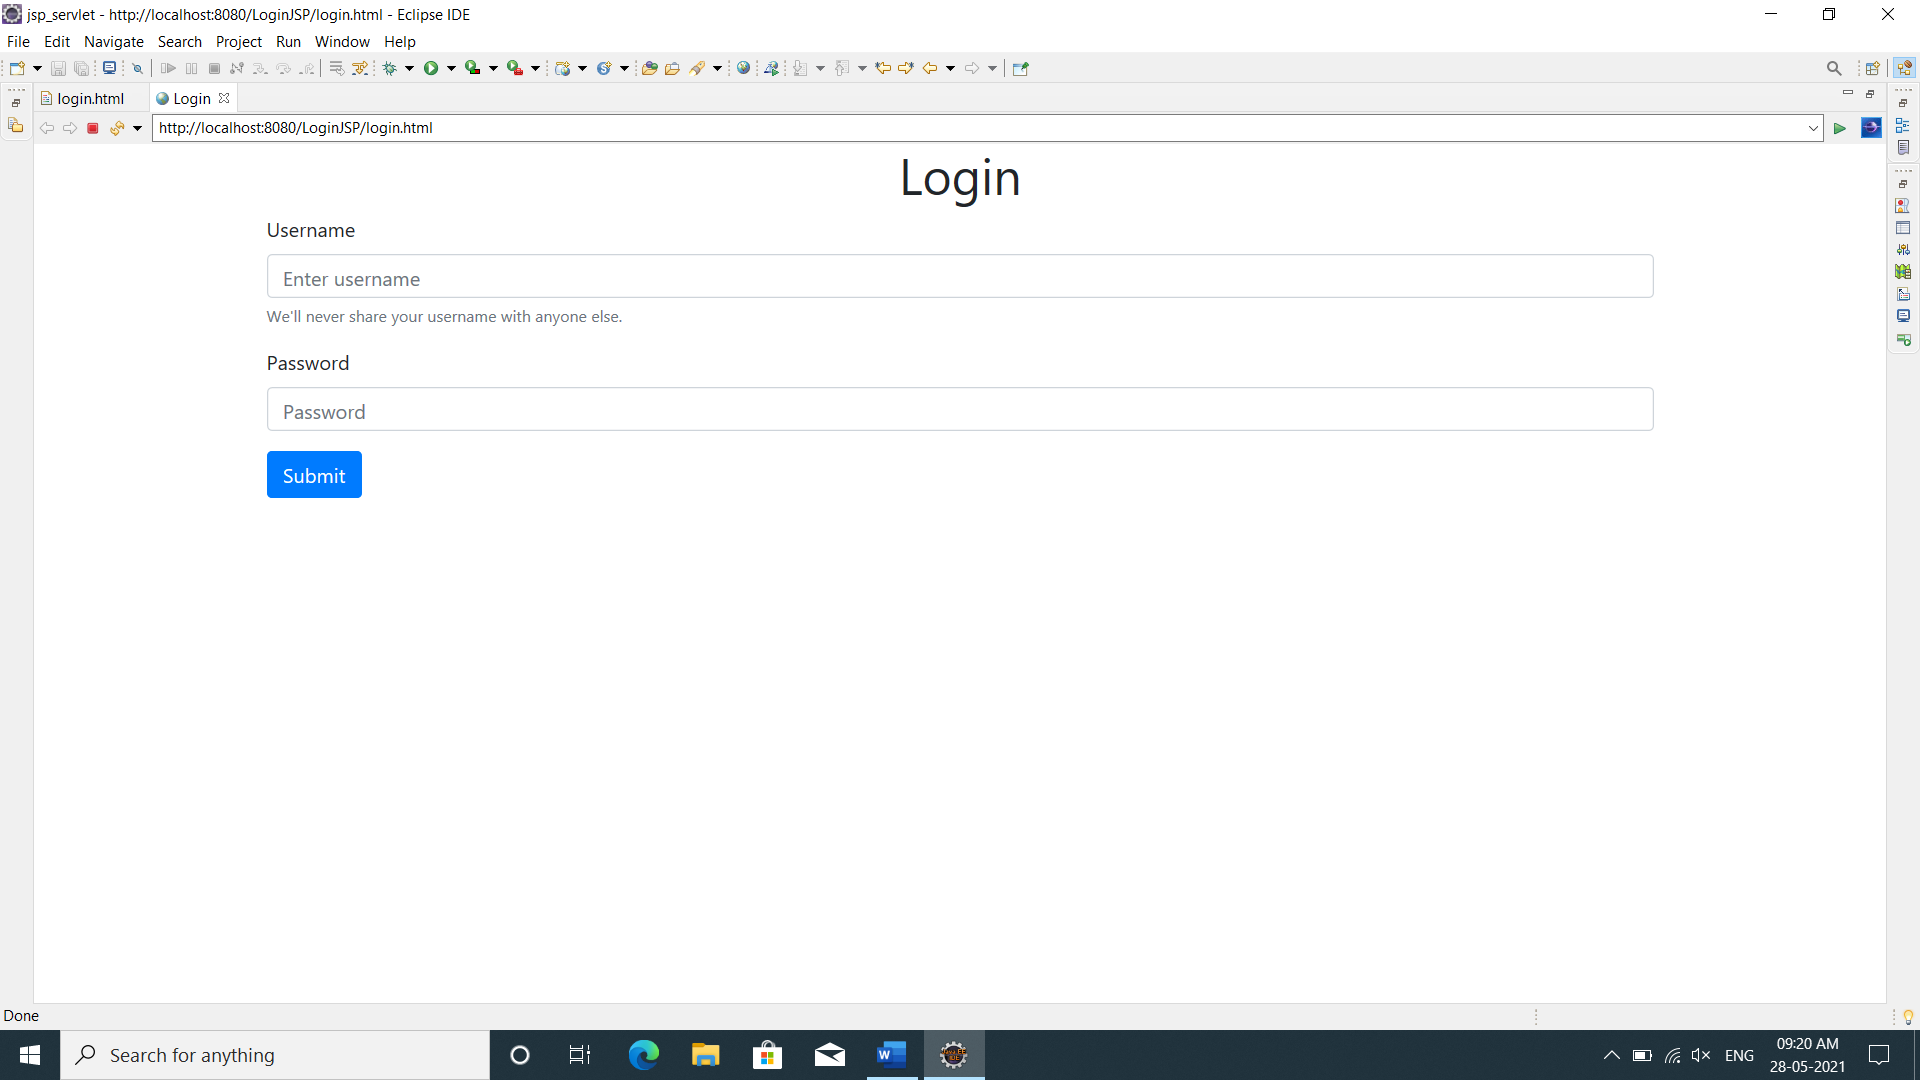 jsp_servlet - http://localhost:8080/LoginJSP/login.html - Eclipse IDE
File Edit Navigate Search Project Run Window Help
login.html Login
http://localhost:8080/LoginJSP/login.html
Login
Username
Enter username
We'll never share your username with anyone else.
Password
Password
Submit
Done
Search for anything
ENG
09:20 AM
28-05-2021